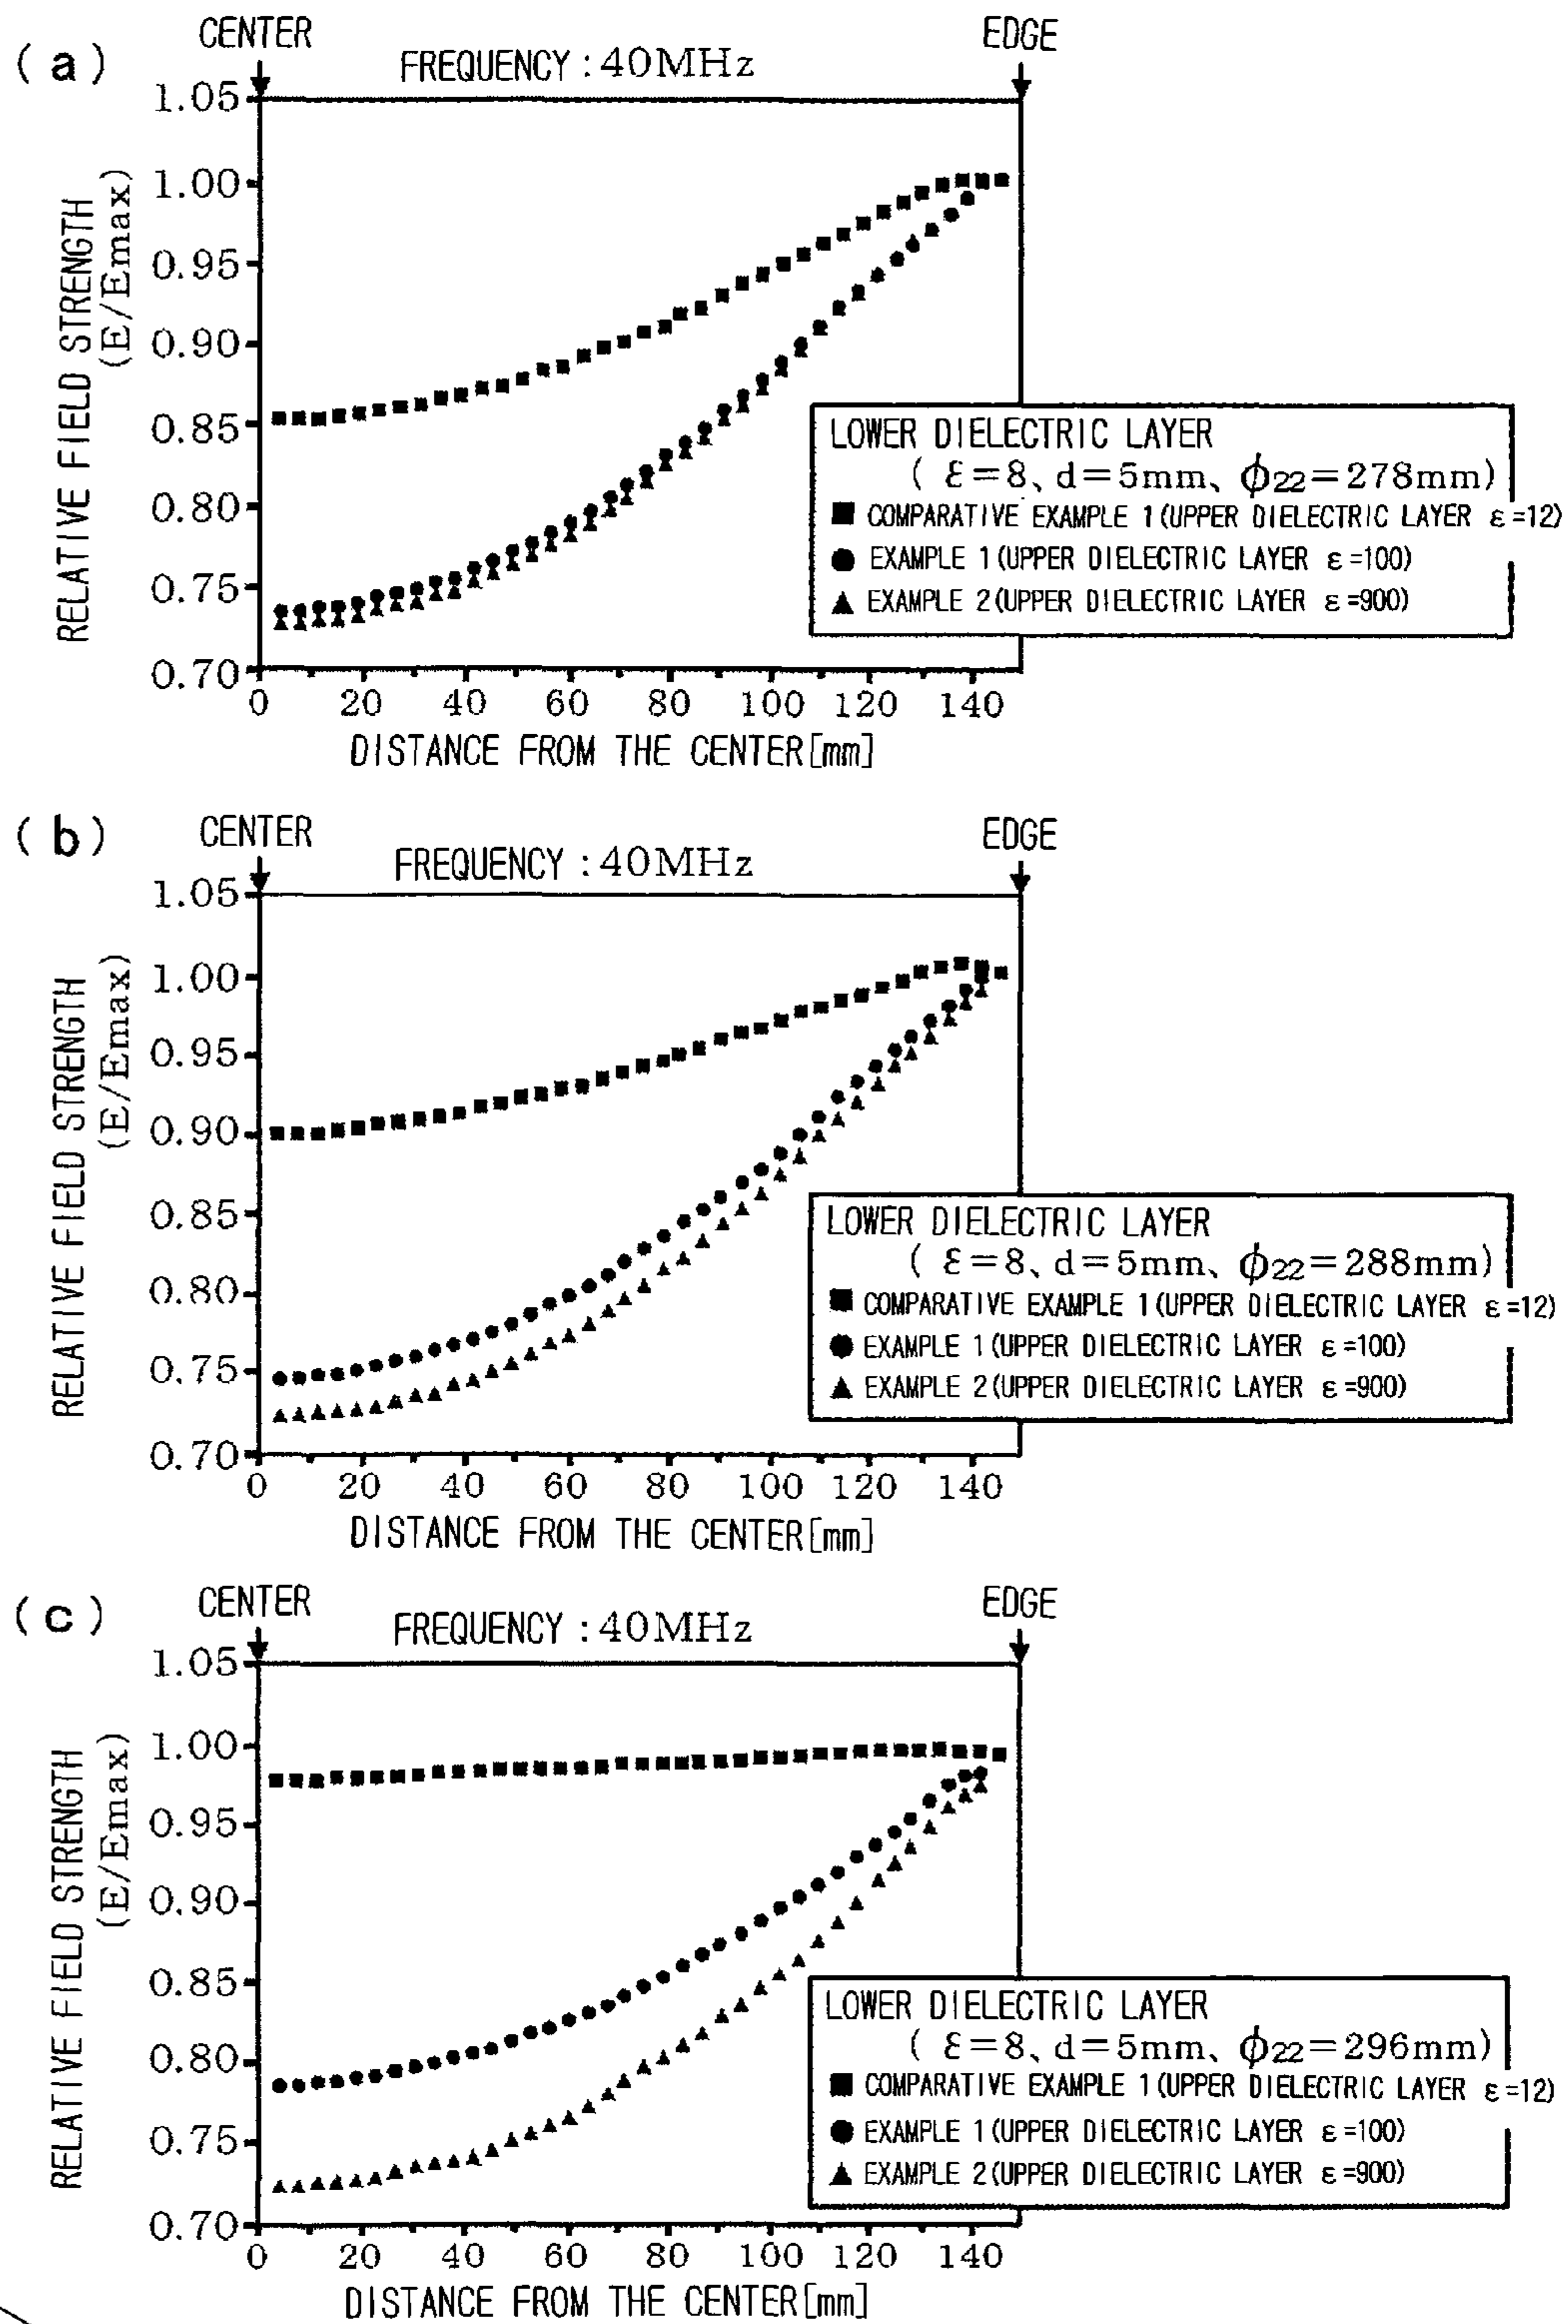 (a)
CENTER
EDGE
FREQUENCY : 40MHz
RELATIVE FIELD STRENGTH
(E/Emax)
1.05
1.00
0.95
0.90
0.85
0.80
0.75
0.70
0 20 40 60 80 100 120 140
DISTANCE FROM THE CENTER[mm]
LOWER DIELECTRIC LAYER
( ε=8、d=5mm、ϕ22=278mm)
■ COMPARATIVE EXAMPLE 1(UPPER DIELECTRIC LAYER ε=12)
● EXAMPLE 1(UPPER DIELECTRIC LAYER ε=100)
▲ EXAMPLE 2(UPPER DIELECTRIC LAYER ε=900)
(b)
CENTER
EDGE
FREQUENCY : 40MHz
RELATIVE FIELD STRENGTH
(E/Emax)
1.05
1.00
0.95
0.90
0.85
0.80
0.75
0.70
0 20 40 60 80 100 120 140
DISTANCE FROM THE CENTER[mm]
LOWER DIELECTRIC LAYER
( ε=8、d=5mm、ϕ22=288mm)
■ COMPARATIVE EXAMPLE 1(UPPER DIELECTRIC LAYER ε=12)
● EXAMPLE 1(UPPER DIELECTRIC LAYER ε=100)
▲ EXAMPLE 2(UPPER DIELECTRIC LAYER ε=900)
(c)
CENTER
EDGE
FREQUENCY : 40MHz
RELATIVE FIELD STRENGTH
(E/Emax)
1.05
1.00
0.95
0.90
0.85
0.80
0.75
0.70
0 20 40 60 80 100 120 140
DISTANCE FROM THE CENTER[mm]
LOWER DIELECTRIC LAYER
( ε=8、d=5mm、ϕ22=296mm)
■ COMPARATIVE EXAMPLE 1(UPPER DIELECTRIC LAYER ε=12)
● EXAMPLE 1(UPPER DIELECTRIC LAYER ε=100)
▲ EXAMPLE 2(UPPER DIELECTRIC LAYER ε=900)